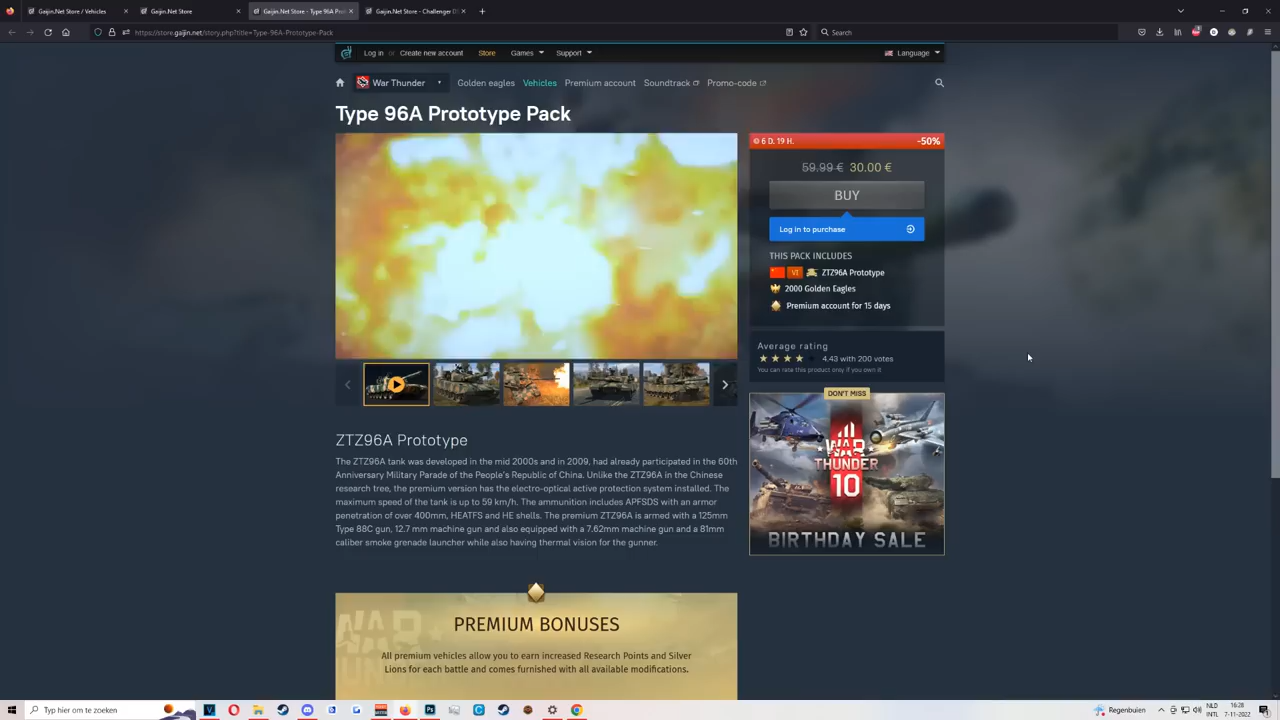 Gaijin.Net Store / Vehicles
Gaijin.Net Store
Gaijin.Net Store - Type 96A Pro
Gaijin.Net Store - Challenger D
https://store.gaijin.net/story.php?title=Type-96A-Prototype-Pack
Search
Log in or Create new account Store Games Support Language
War Thunder Golden eagles Vehicles Premium account Soundtrack Promo-code
Type 96A Prototype Pack
6 D. 19 H. -50%
59.99 € 30.00 €
BUY
Log in to purchase
THIS PACK INCLUDES
VI ZTZ96A Prototype
2000 Golden Eagles
Premium account for 15 days
Average rating
4.43 with 200 votes
You can rate this product only if you own it
DON'T MISS
WAR
THUNDER
10
BIRTHDAY SALE
ZTZ96A Prototype
The ZTZ96A tank was developed in the mid 2000s and in 2009, had already participated in the 60th
Anniversary Military Parade of the People's Republic of China. Unlike the ZTZ96A in the Chinese
research tree, the premium version has the electro-optical active protection system installed. The
maximum speed of the tank is up to 59 km/h. The ammunition includes APFSDS with an armor
penetration of over 400mm, HEATFS and HE shells. The premium ZTZ96A is armed with a 125mm
Type 88C gun, 12.7 mm machine gun and also equipped with a 7.62mm machine gun and a 81mm
caliber smoke grenade launcher while also having thermal vision for the gunner.
PREMIUM BONUSES
All premium vehicles allow you to earn increased Research Points and Silver
Lions for each battle and comes furnished with all available modifications.
Typ hier om te zoeken
Regenbuien
NLD
INTL
16:28
7-11-2022